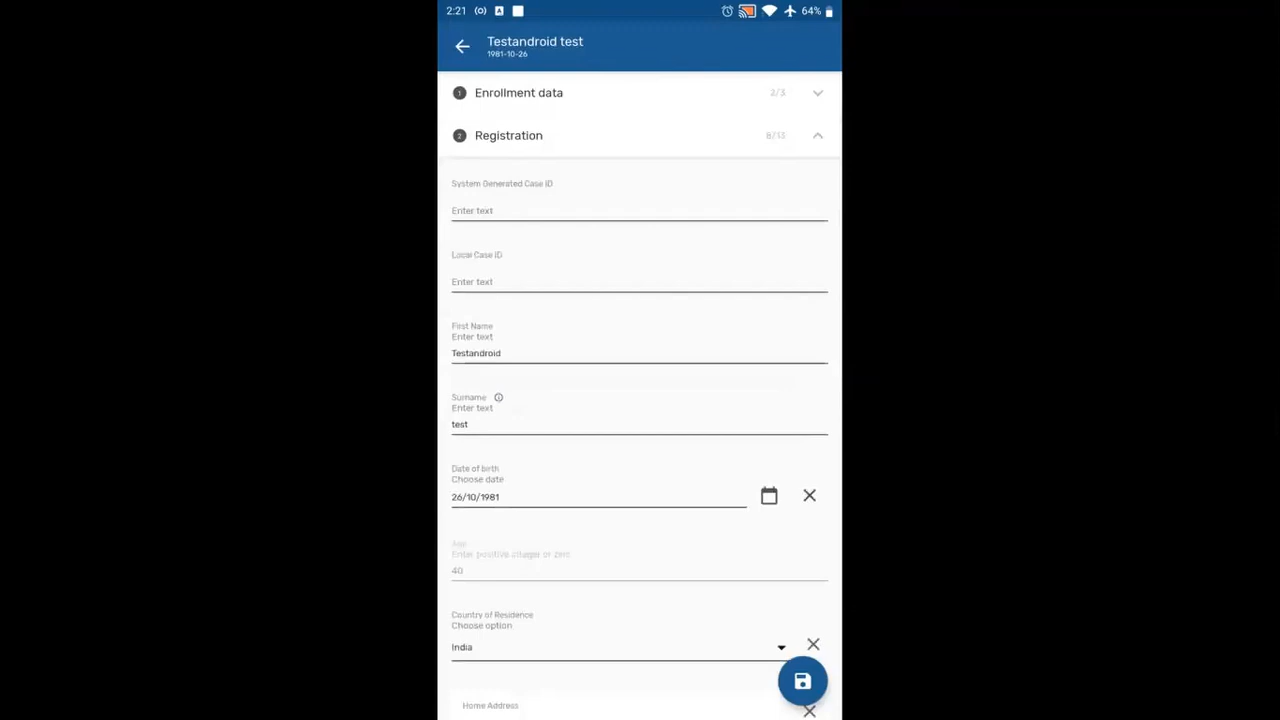 2:21
64%
Testandroid test
1981-10-26
1 Enrollment data 2/3
2 Registration 8/13
System Generated Case ID
Enter text
Local Case ID
Enter text
First Name
Enter text
Testandroid
Surname
Enter text
test
Date of birth
Choose date
26/10/1981
Age
Enter positive integer or zero
40
Country of Residence
Choose option
India
Home Address